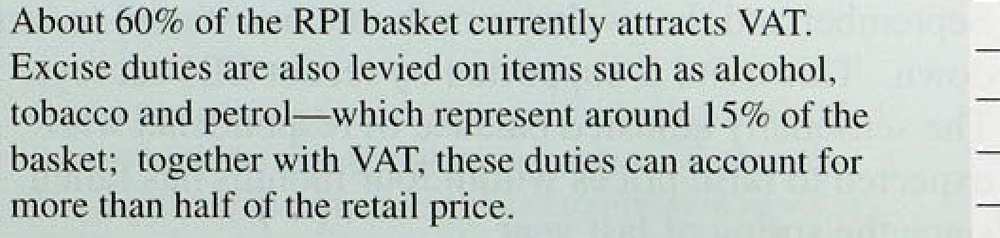 About 60% of the RPI basket currently attracts VAT.
Excise duties are also levied on items such as alcohol,
tobacco and petrol—which represent around 15% of the
basket;  together with VAT, these duties can account for
more than half of the retail price.